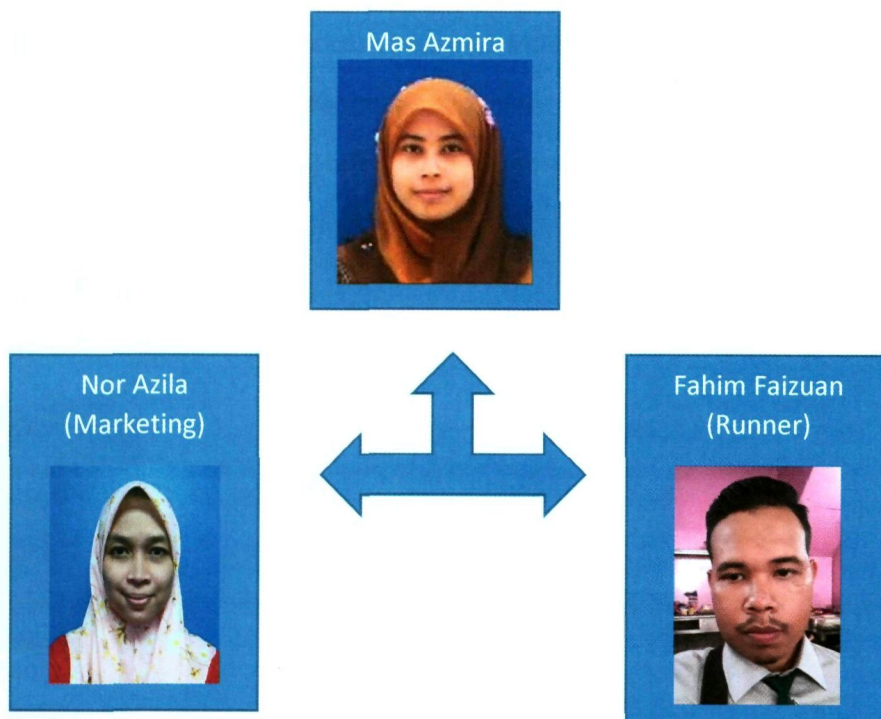 Mas Azmira
Nor Azila
(Marketing)
Fahim Faizuan
(Runner)